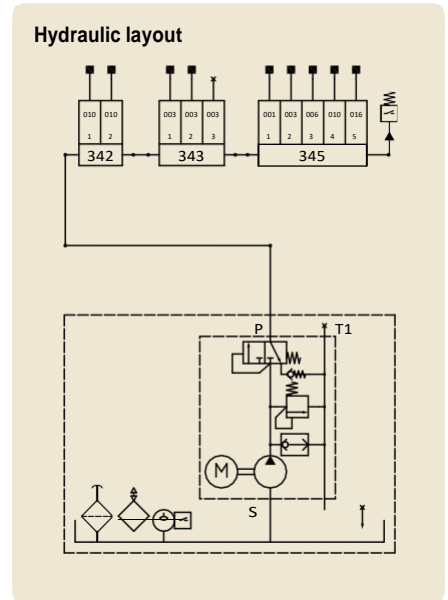 Hydraulic layout
010 010 003 003 003 001 003 006 010 016
1 2 1 2 3 1 2 3 4 5
342 343 345
P T1
M
S